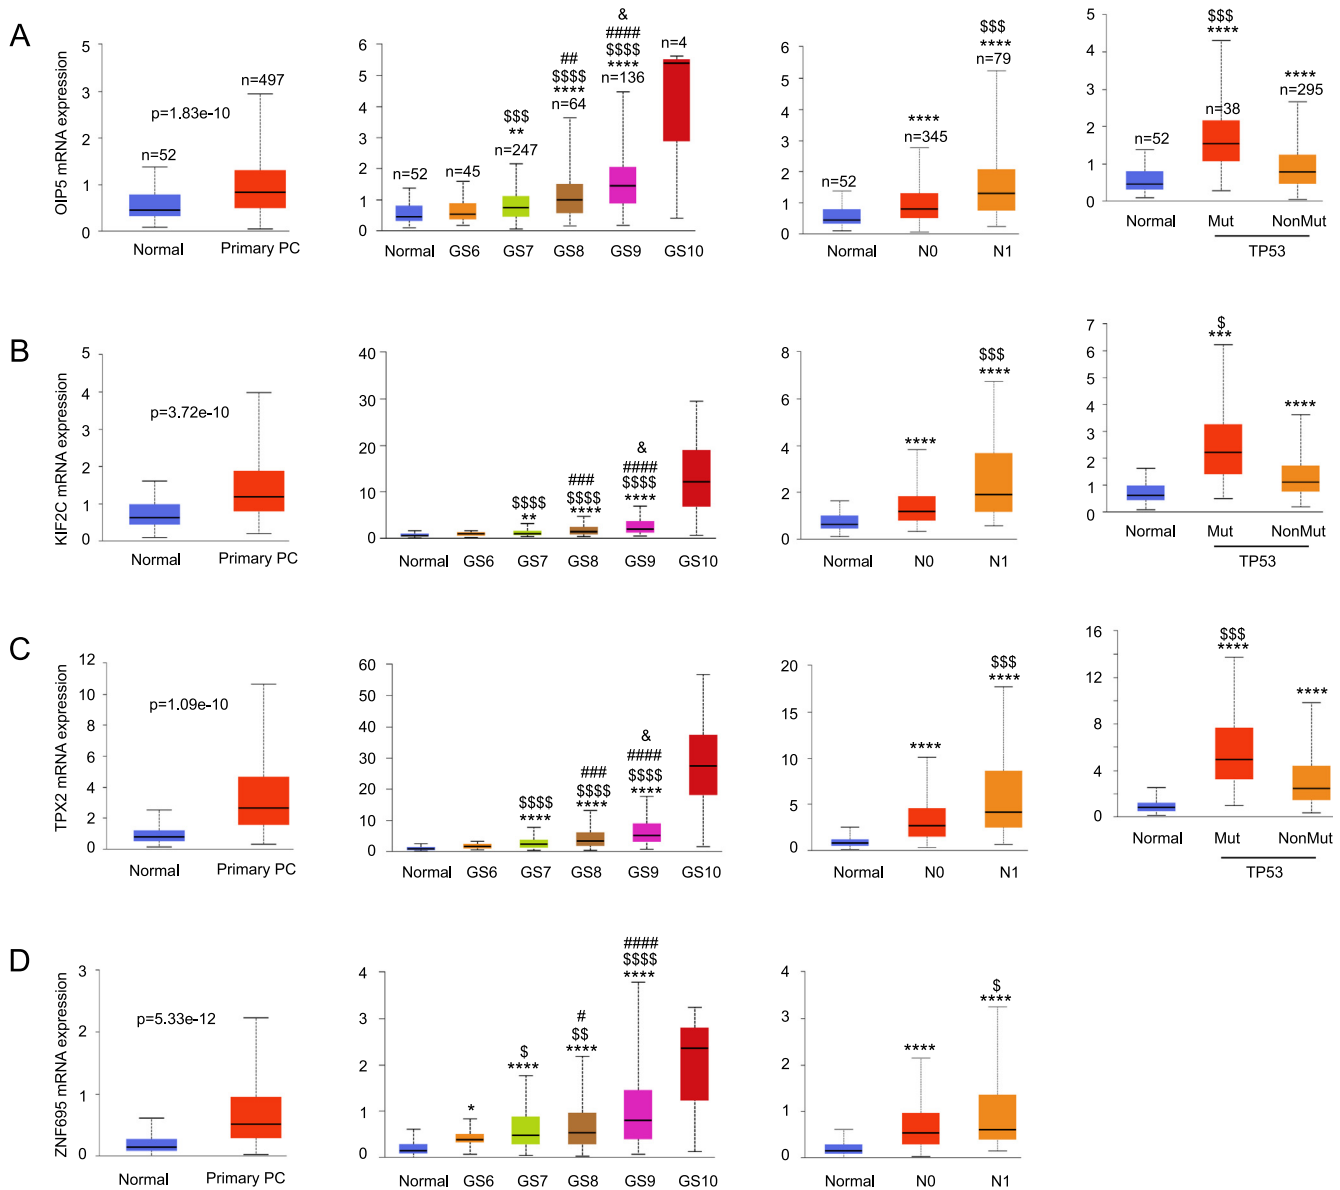 A
OIP5 mRNA expression
5
3
2
1
0
p=1.83e-10
n=52
n=497
Normal
Primary PC
6
5
4
3
2
1
0
n=52
n=45
$$$
**
n=247
##
$$$$
****
n=64
&
####
$$$$
****
n=136
n=4
Normal
GS6
GS7
GS8
GS9
GS10
6
5
4
3
2
1
0
n=52
****
n=345
$$$
****
n=79
Normal
N0
N1
5
4
3
2
1
0
n=52
$$$
****
n=38
****
n=295
Normal
Mut
NonMut
TP53
B
KIF2C mRNA expression
5
4
3
2
1
0
p=3.72e-10
Normal
Primary PC
40
30
20
10
0
$$$$
**
###
$$$$
****
&
####
$$$$
****
Normal
GS6
GS7
GS8
GS9
GS10
8
6
4
2
0
****
$$$
****
Normal
N0
N1
7
6
5
4
3
2
1
0
$
***
****
Normal
Mut
NonMut
TP53
C
TPX2 mRNA expression
12
10
8
6
4
2
0
p=1.09e-10
Normal
Primary PC
60
50
40
30
20
10
0
$$$$
****
###
$$$$
****
&
####
$$$$
****
Normal
GS6
GS7
GS8
GS9
GS10
20
15
10
5
0
****
$$$
****
Normal
N0
N1
16
12
8
4
0
$$$
****
****
Normal
Mut
NonMut
TP53
D
ZNF695 mRNA expression
3
2
1
0
p=5.33e-12
Normal
Primary PC
4
3
2
1
0
*
$
****
#
$$
****
####
$$$$
****
Normal
GS6
GS7
GS8
GS9
GS10
4
3
2
1
0
****
$
****
Normal
N0
N1